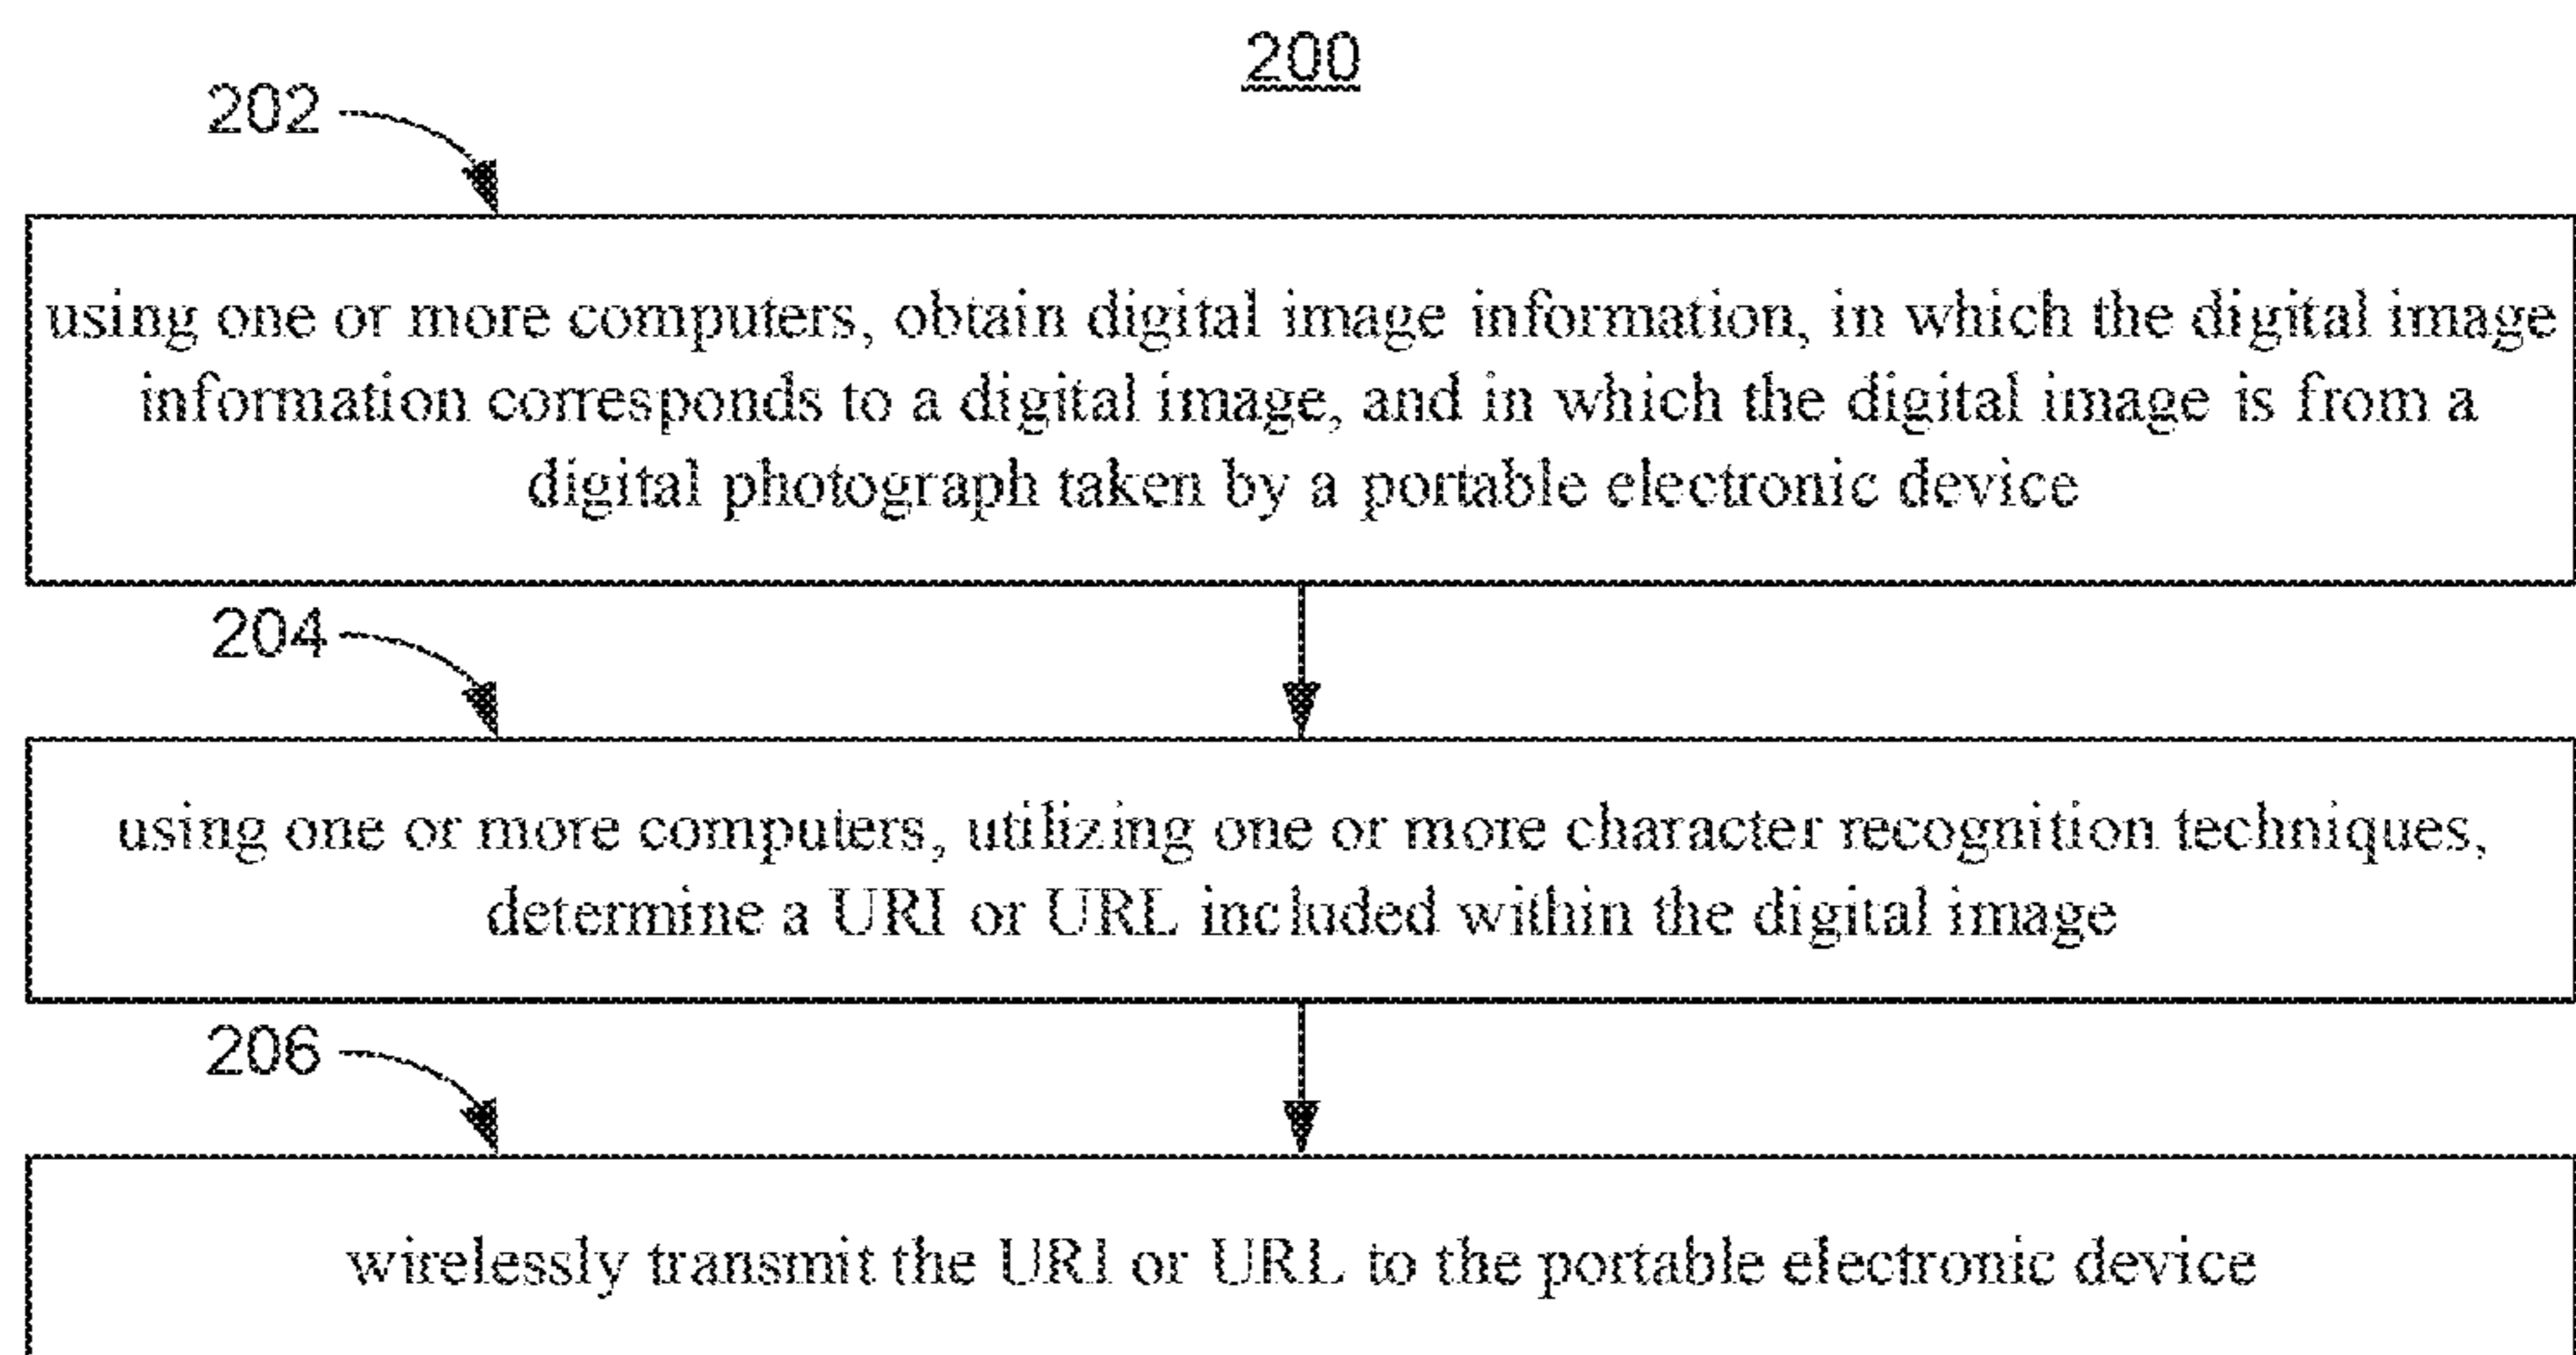 200
202
using one or more computers, obtain digital image information, in which the digital image
information corresponds to a digital image, and in which the digital image is from a
digital photograph taken by a portable electronic device
204
using one or more computers, utilizing one or more character recognition techniques,
determine a URI or URL included within the digital image
206
wirelessly transmit the URI or URL to the portable electronic device